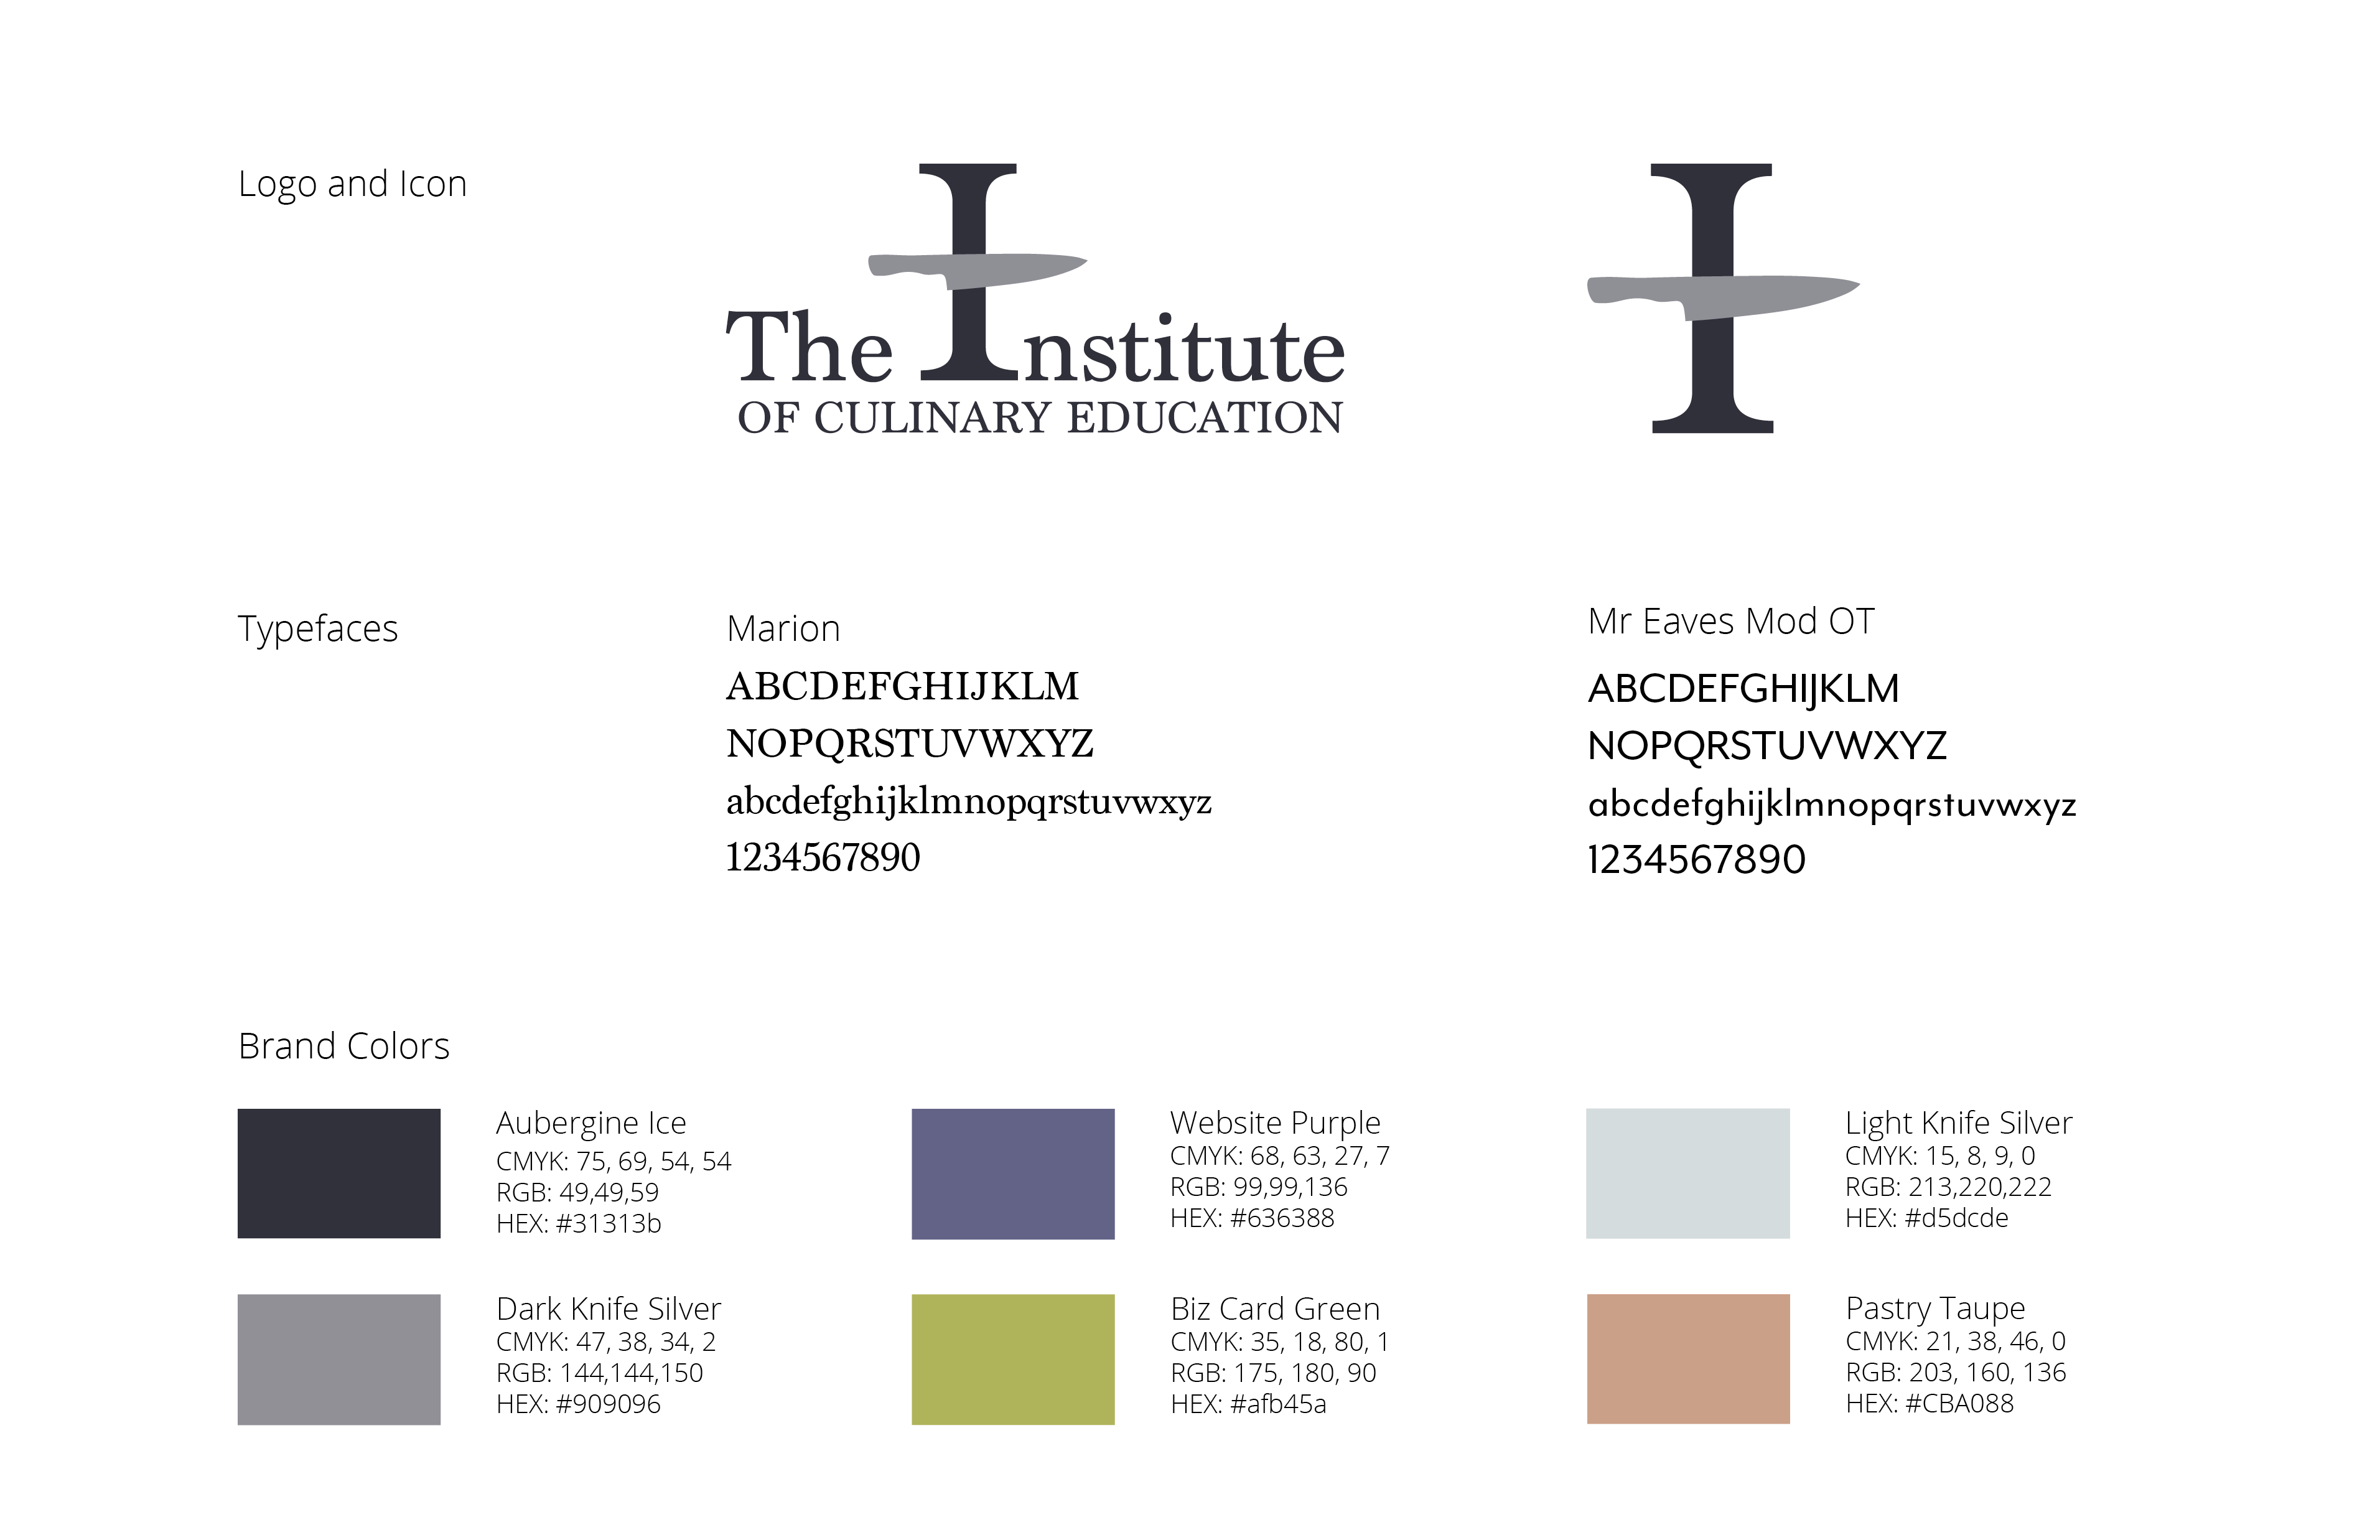 Logo and Icon
The Institute
OF CULINARY EDUCATION
I
Typefaces
Marion
ABCDEFGHIJKLM
NOPQRSTUVWXYZ
abcdefghijklmnopqrstuvwxyz
1234567890
Mr Eaves Mod OT
ABCDEFGHIJKLM
NOPQRSTUVWXYZ
abcdefghijklmnopqrstuvwxyz
1234567890
Brand Colors
Aubergine Ice
CMYK: 75, 69, 54, 54
RGB: 49,49,59
HEX: #31313b
Website Purple
CMYK: 68, 63, 27, 7
RGB: 99,99,136
HEX: #636388
Light Knife Silver
CMYK: 15, 8, 9, 0
RGB: 213,220,222
HEX: #d5dcde
Dark Knife Silver
CMYK: 47, 38, 34, 2
RGB: 144,144,150
HEX: #909096
Biz Card Green
CMYK: 35, 18, 80, 1
RGB: 175, 180, 90
HEX: #afb45a
Pastry Taupe
CMYK: 21, 38, 46, 0
RGB: 203, 160, 136
HEX: #CBA088